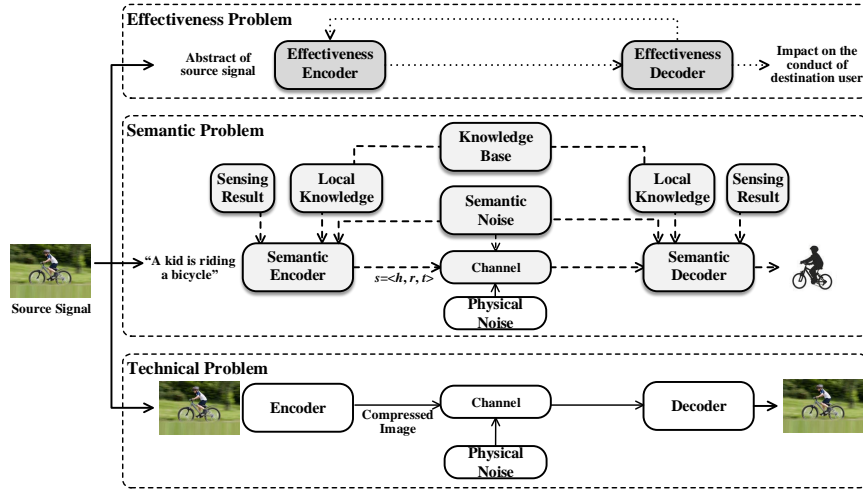 Effectiveness Problem
Abstract of
source signal
Effectiveness
Encoder
Effectiveness
Decoder
Impact on the
conduct of
destination user
Semantic Problem
Knowledge
Base
Sensing
Result
Local
Knowledge
Semantic
Noise
Local
Knowledge
Sensing
Result
“A kid is riding
a bicycle”
Semantic
Encoder
s=<h, r, t>
Channel
Semantic
Decoder
Physical
Noise
Source Signal
Technical Problem
Encoder
Compressed
Image
Channel
Decoder
Physical
Noise